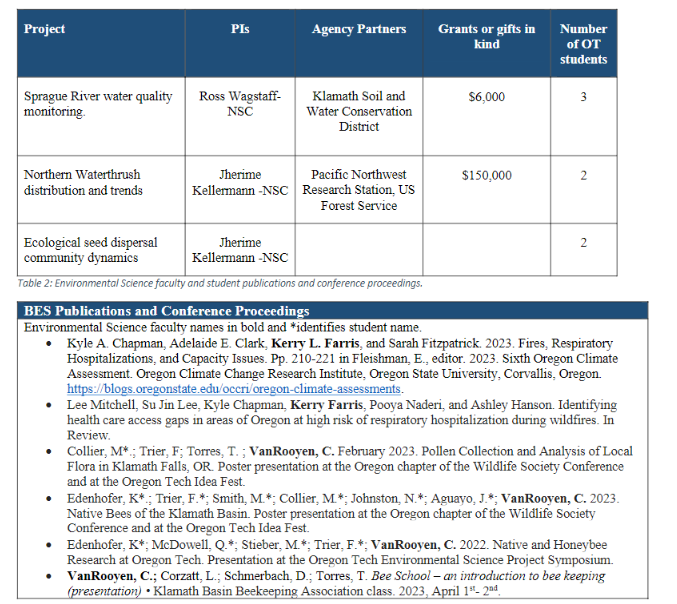 Project PIs Agency Partners Grants or gifts in kind Number of OT students
Sprague River water quality monitoring. Ross Wagstaff-NSC Klamath Soil and Water Conservation District $6,000 3
Northern Waterthrush distribution and trends Jherime Kellermann -NSC Pacific Northwest Research Station, US Forest Service $150,000 2
Ecological seed dispersal community dynamics Jherime Kellermann -NSC 2
Table 2: Environmental Science faculty and student publications and conference proceedings.
BES Publications and Conference Proceedings
Environmental Science faculty names in bold and *identifies student name.
• Kyle A. Chapman, Adelaide E. Clark, Kerry L. Farris, and Sarah Fitzpatrick. 2023. Fires, Respiratory
Hospitalizations, and Capacity Issues. Pp. 210-221 in Fleishman, E., editor. 2023. Sixth Oregon Climate
Assessment. Oregon Climate Change Research Institute, Oregon State University, Corvallis, Oregon.
https://blogs.oregonstate.edu/occri/oregon-climate-assessments.
• Lee Mitchell, Su Jin Lee, Kyle Chapman, Kerry Farris, Pooya Naderi, and Ashley Hanson. Identifying
health care access gaps in areas of Oregon at high risk of respiratory hospitalization during wildfires. In
Review.
• Collier, M*.; Trier, F; Torres, T. ; VanRooyen, C. February 2023. Pollen Collection and Analysis of Local
Flora in Klamath Falls, OR. Poster presentation at the Oregon chapter of the Wildlife Society Conference
and at the Oregon Tech Idea Fest.
• Edenhofer, K*.; Trier, F.*; Smith, M.*; Collier, M.*; Johnston, N.*; Aguayo, J.*; VanRooyen, C. 2023.
Native Bees of the Klamath Basin. Poster presentation at the Oregon chapter of the Wildlife Society
Conference and at the Oregon Tech Idea Fest.
• Edenhofer, K*; McDowell, Q.*; Stieber, M.*; Trier, F.*; VanRooyen, C. 2022. Native and Honeybee
Research at Oregon Tech. Presentation at the Oregon Tech Environmental Science Project Symposium.
• VanRooyen, C.; Corzatt, L.; Schmerbach, D.; Torres, T. Bee School – an introduction to bee keeping
(presentation) • Klamath Basin Beekeeping Association class. 2023, April 1st- 2nd.